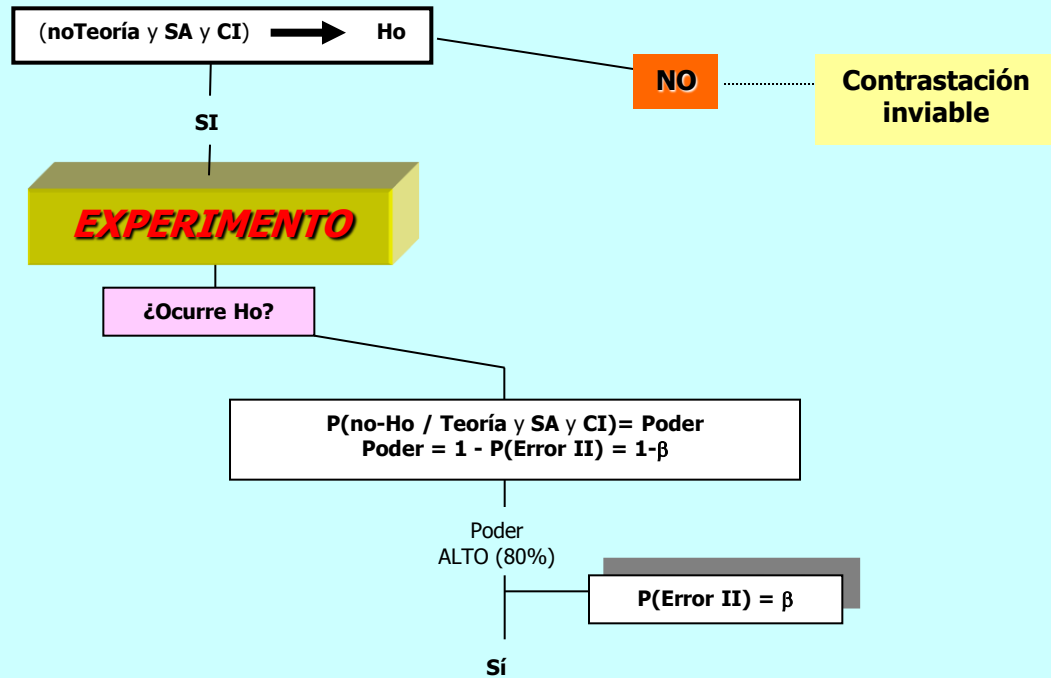 (noTeoría y SA y CI) Ho
NO
Contrastación
inviable
SI
EXPERIMENTO
¿Ocurre Ho?
P(no-Ho / Teoría y SA y CI)= Poder
Poder = 1 - P(Error II) = 1-β
Poder
ALTO (80%)
P(Error II) = β
Sí